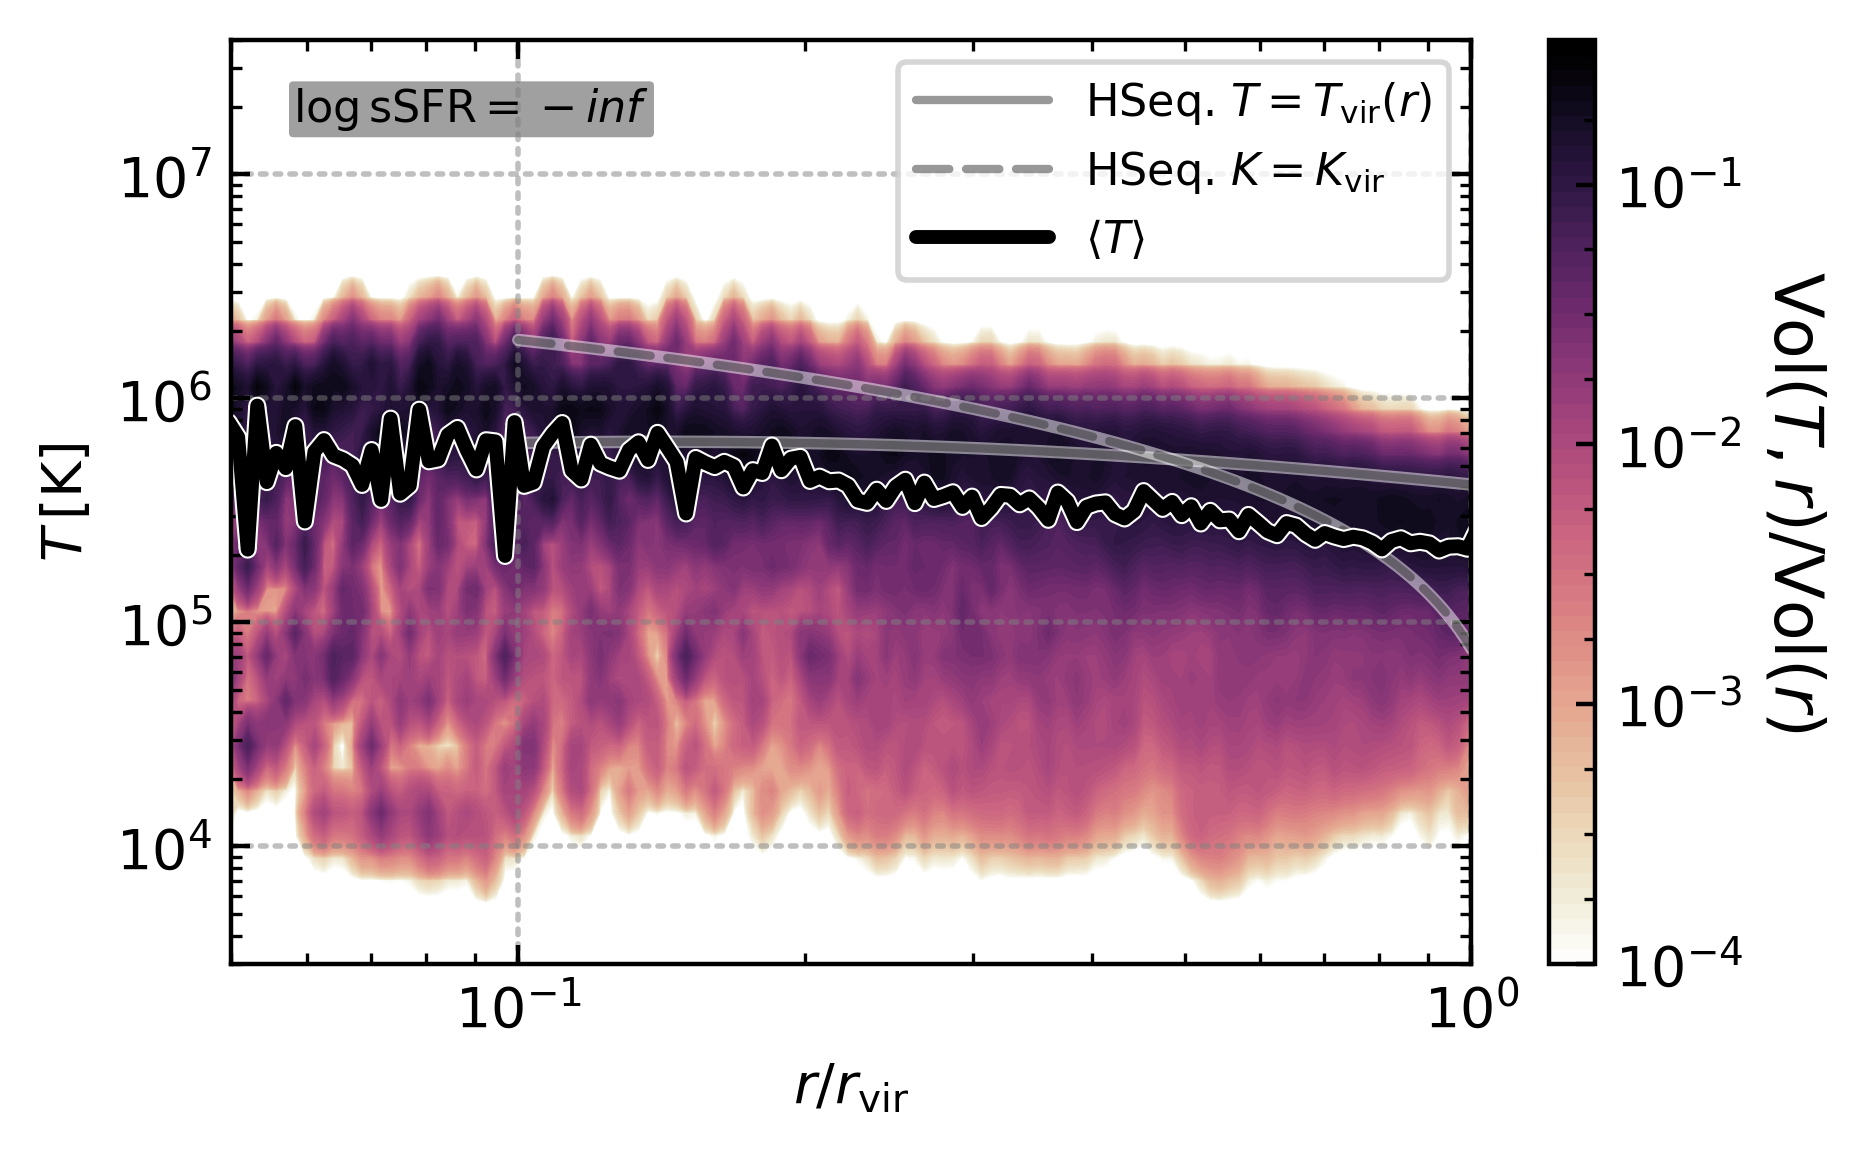 log sSFR = −inf
HSeq. T = T_vir(r)
HSeq. K = K_vir
⟨T⟩
10^7
10^6
10^5
10^4
T [K]
10^−1
10^0
r/r_vir
10^−1
10^−2
10^−3
10^−4
Vol(T, r)/Vol(r)